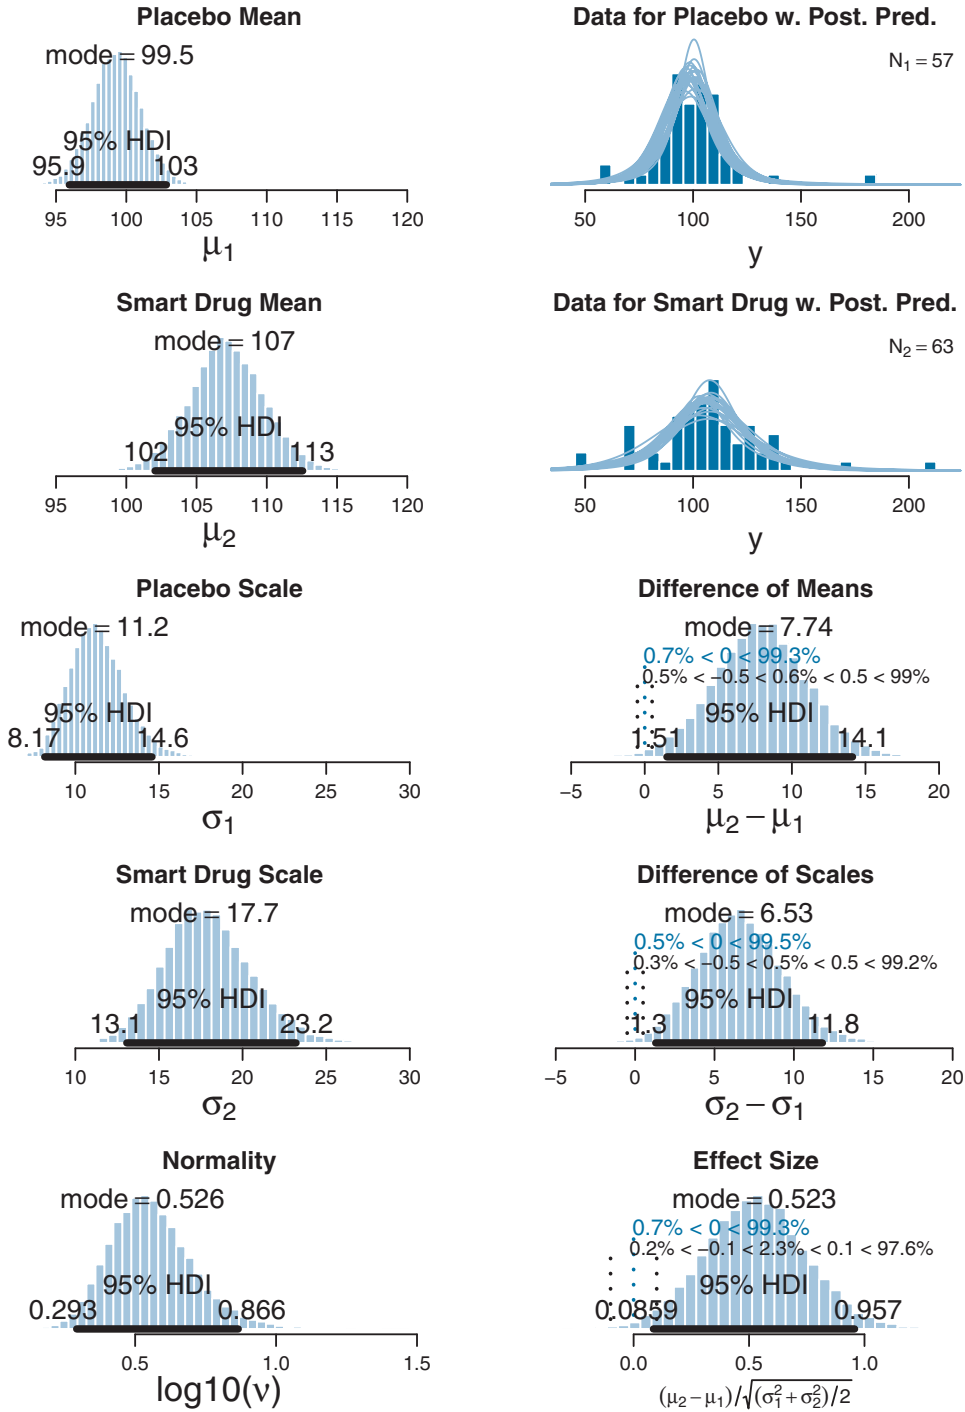 Placebo Mean
mode = 99.5
95% HDI
95.9 103
95 100 105 110 115 120
μ1
Data for Placebo w. Post. Pred.
N1 = 57
50 100 150 200
y
Smart Drug Mean
mode = 107
95% HDI
102 113
95 100 105 110 115 120
μ2
Data for Smart Drug w. Post. Pred.
N2 = 63
50 100 150 200
y
Placebo Scale
mode = 11.2
95% HDI
8.17 14.6
10 15 20 25 30
σ1
Difference of Means
mode = 7.74
0.7% < 0 < 99.3%
0.5% < −0.5 < 0.6% < 0.5 < 99%
95% HDI
1.51 14.1
−5 0 5 10 15 20
μ2 − μ1
Smart Drug Scale
mode = 17.7
95% HDI
13.1 23.2
10 15 20 25 30
σ2
Difference of Scales
mode = 6.53
0.5% < 0 < 99.5%
0.3% < −0.5 < 0.5% < 0.5 < 99.2%
95% HDI
1.3 11.8
−5 0 5 10 15 20
σ2 − σ1
Normality
mode = 0.526
95% HDI
0.293 0.866
0.5 1.0 1.5
log10(ν)
Effect Size
mode = 0.523
0.7% < 0 < 99.3%
0.2% < −0.1 < 2.3% < 0.1 < 97.6%
95% HDI
0.0859 0.957
0.0 0.5 1.0
(μ2 − μ1)/√(σ1² + σ2²)/2